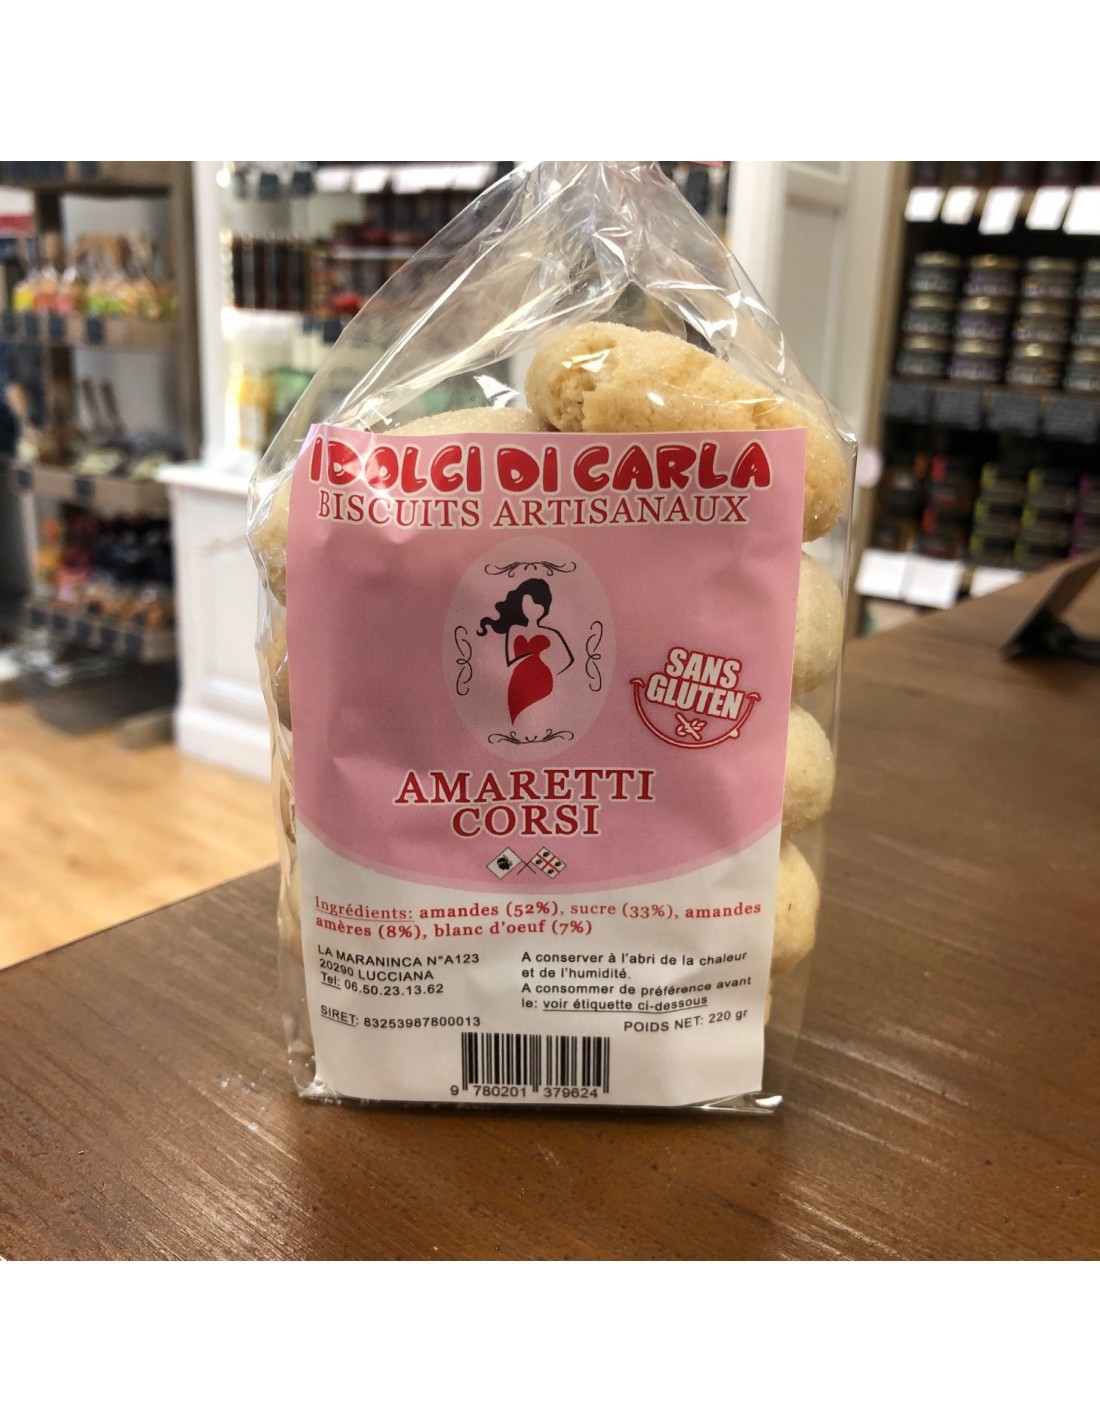 I DOLCI DI CARLA
BISCUITS ARTISANAUX
SANS
GLUTEN
AMARETTI
CORSI
Ingrédients: amandes (52%), sucre (33%), amandes
amères (8%), blanc d'oeuf (7%)
LA MARANINCA N°A123
20290 LUCCIANA
Tel: 06.50.23.13.62
SIRET: 83253987800013
A conserver à l'abri de la chaleur
et de l'humidité.
A consommer de préférence avant
le: voir étiquette ci-dessous
POIDS NET: 220 gr
9 780201 379624